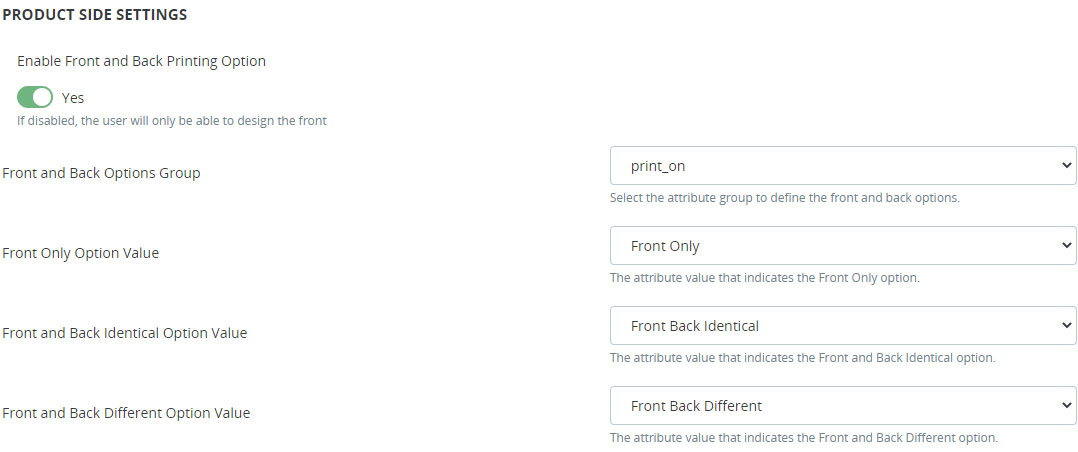 PRODUCT SIDE SETTINGS
Enable Front and Back Printing Option
Yes
If disabled, the user will only be able to design the front
Front and Back Options Group
print_on
Select the attribute group to define the front and back options.
Front Only Option Value
Front Only
The attribute value that indicates the Front Only option.
Front and Back Identical Option Value
Front Back Identical
The attribute value that indicates the Front and Back Identical option.
Front and Back Different Option Value
Front Back Different
The attribute value that indicates the Front and Back Different option.